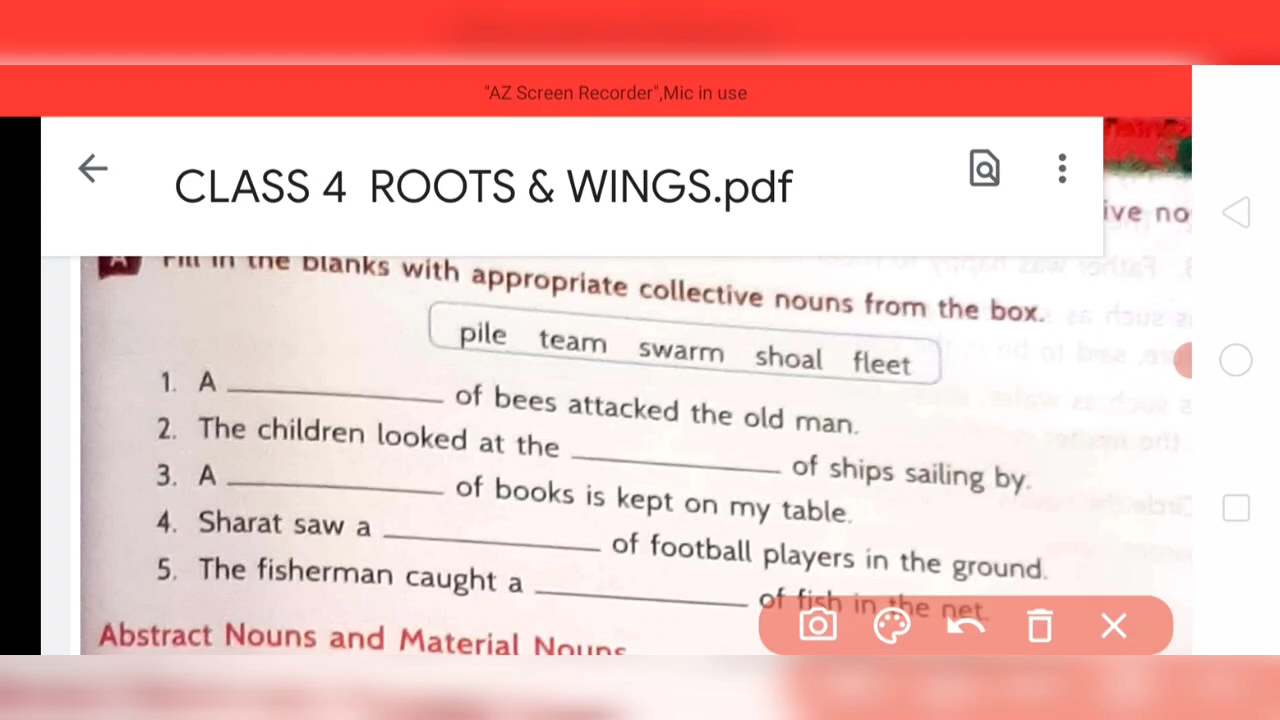 "AZ Screen Recorder",Mic in use
CLASS 4 ROOTS & WINGS.pdf
ive no
A Fill in the blanks with appropriate collective nouns from the box.
pile team swarm shoal fleet
1. A ____________ of bees attacked the old man.
2. The children looked at the ____________ of ships sailing by.
3. A ____________ of books is kept on my table.
4. Sharat saw a ____________ of football players in the ground.
5. The fisherman caught a ____________ of fish in the net.
Abstract Nouns and Material Nouns